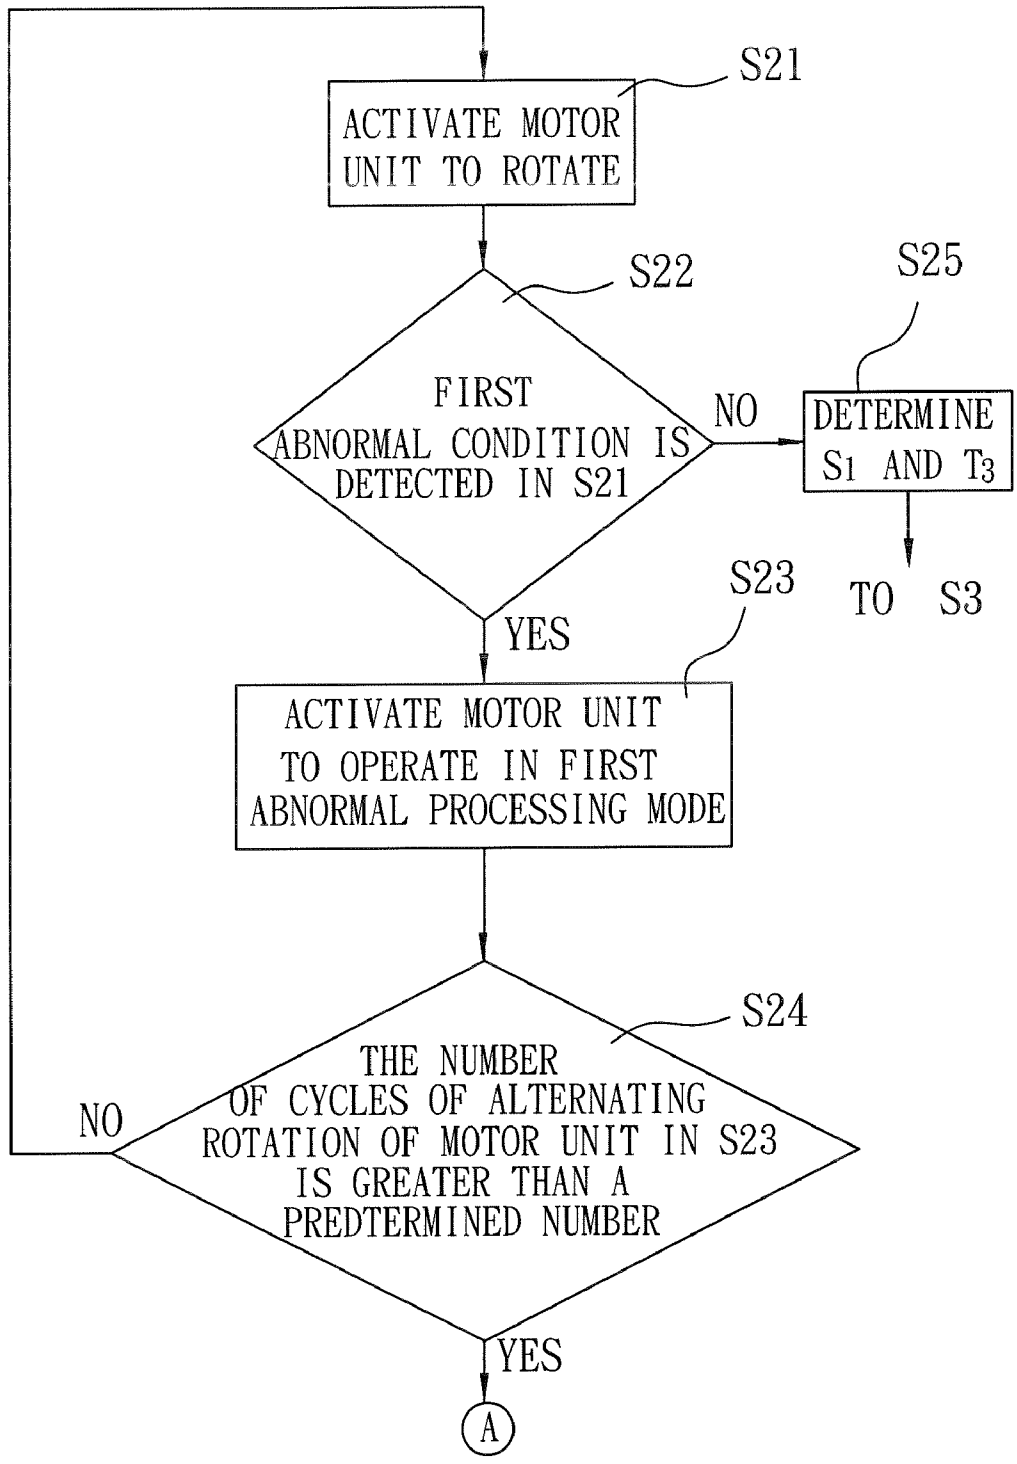 S21
ACTIVATE MOTOR
UNIT TO ROTATE
S22
FIRST
ABNORMAL CONDITION IS
DETECTED IN S21
NO
S25
DETERMINE
S1 AND T3
TO S3
YES
S23
ACTIVATE MOTOR UNIT
TO OPERATE IN FIRST
ABNORMAL PROCESSING MODE
S24
THE NUMBER
OF CYCLES OF ALTERNATING
ROTATION OF MOTOR UNIT IN S23
IS GREATER THAN A
PREDTERMINED NUMBER
NO
YES
A